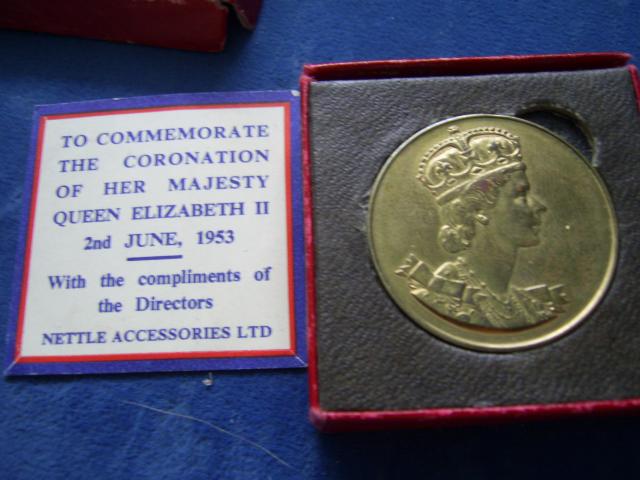 TO COMMEMORATE
THE CORONATION
OF HER MAJESTY
QUEEN ELIZABETH II
2nd JUNE, 1953
With the compliments of
the Directors
NETTLE ACCESSORIES LTD